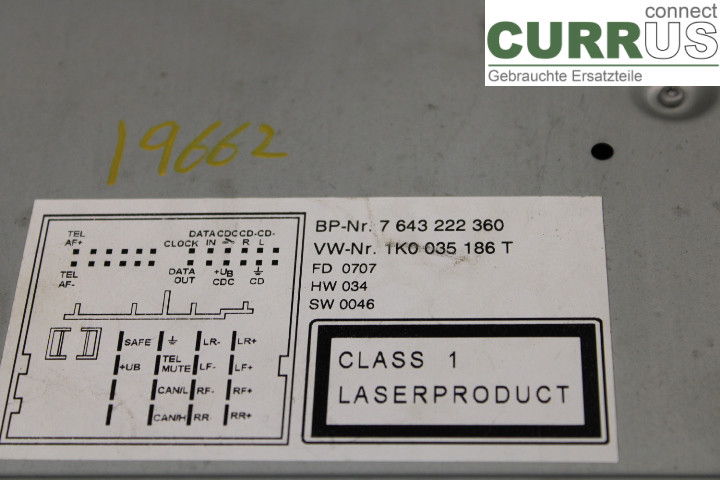 connect
CURRUS
Gebrauchte Ersatzteile
19662
BP-Nr. 7 643 222 360
VW-Nr. 1K0 035 186 T
FD 0707
HW 034
SW 0046
CLASS 1
LASERPRODUCT
TEL AF+
DATA IN CDC CD- R CD- L
CLOCK
TEL AF-
DATA OUT +UB CDC CD
SAFE LR- LR+
+UB TEL MUTE LF- LF+
CAN/L RF- RF+
CAN/H RR- RR+